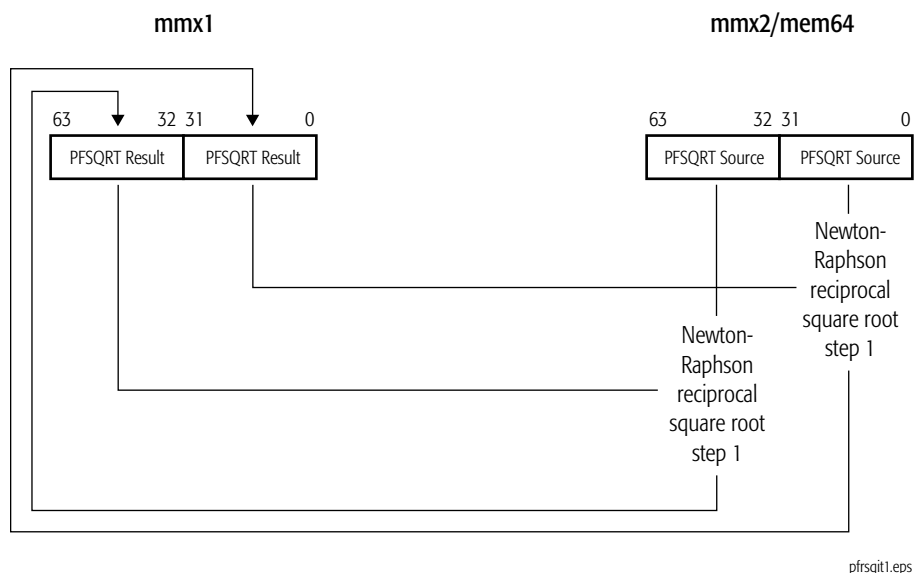 mmx1
mmx2/mem64
63 32 31 0
63 32 31 0
PFSQRT Result PFSQRT Result
PFSQRT Source PFSQRT Source
Newton-
Raphson
reciprocal
square root
step 1
Newton-
Raphson
reciprocal
square root
step 1
pfrsqit1.eps